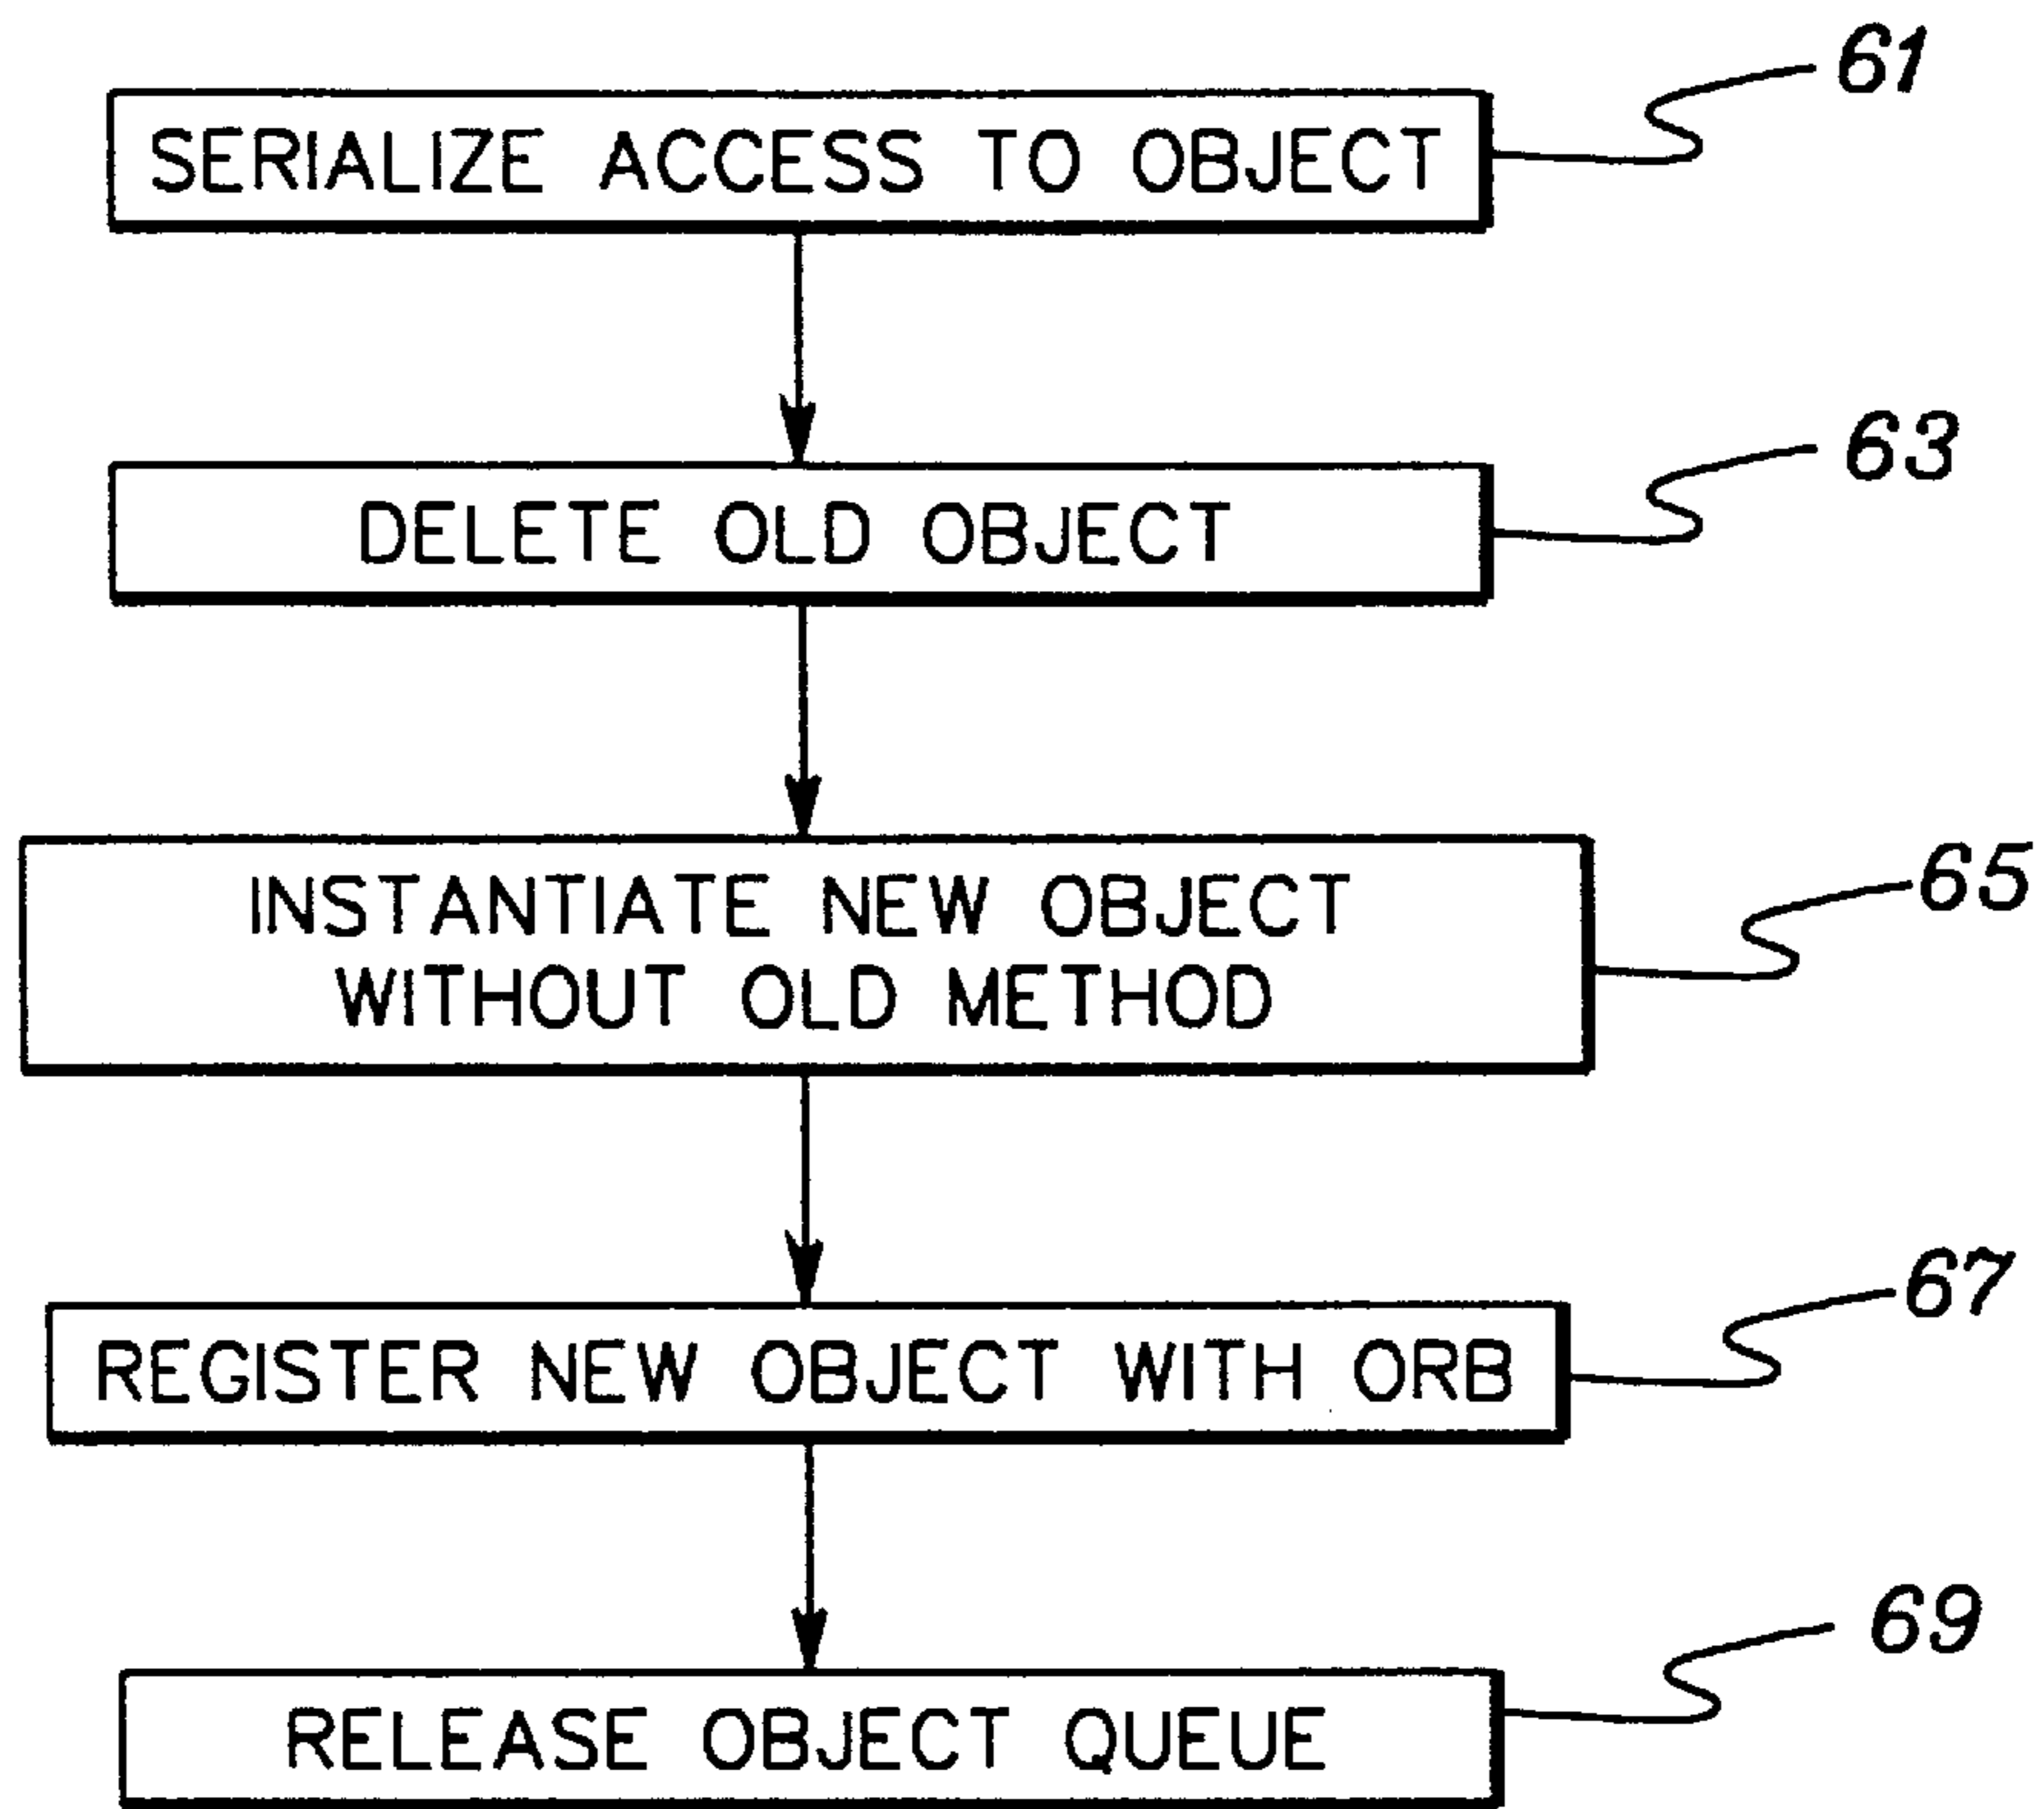 61
SERIALIZE ACCESS TO OBJECT
63
DELETE OLD OBJECT
65
INSTANTIATE NEW OBJECT
WITHOUT OLD METHOD
67
REGISTER NEW OBJECT WITH ORB
69
RELEASE OBJECT QUEUE